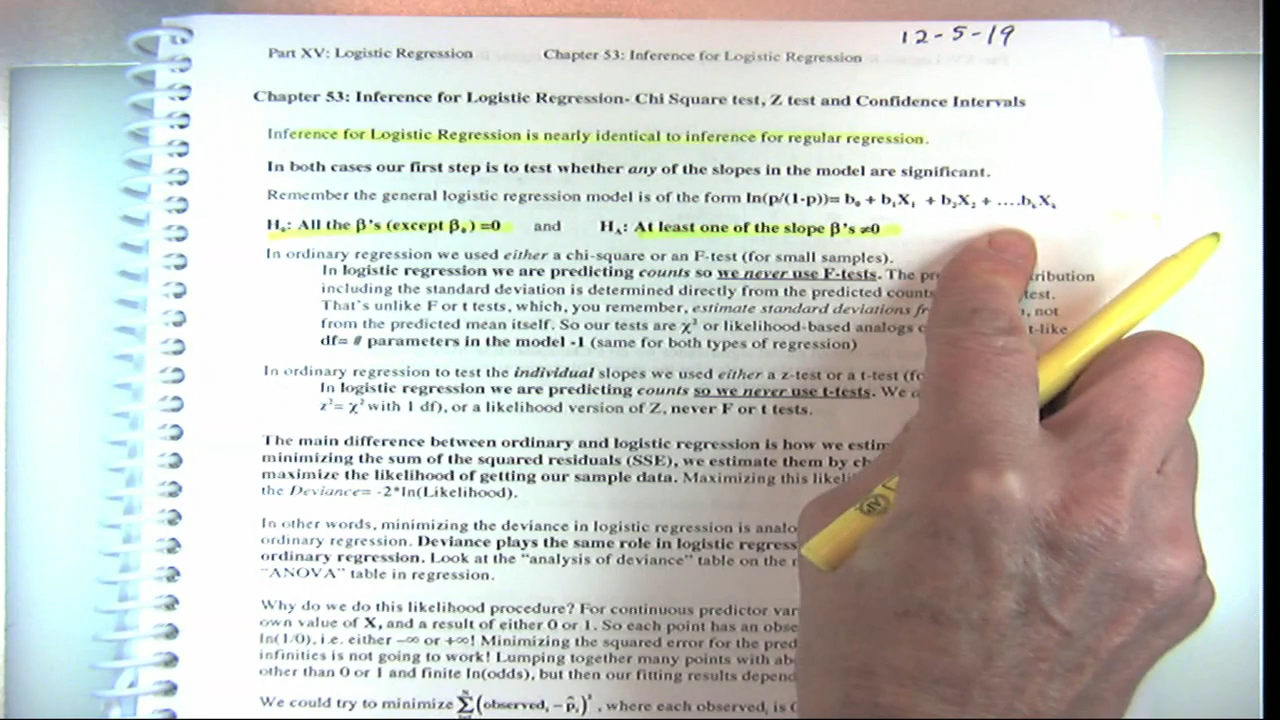 12-5-19
Part XV: Logistic Regression Chapter 53: Inference for Logistic Regression
Chapter 53: Inference for Logistic Regression- Chi Square test, Z test and Confidence Intervals
Inference for Logistic Regression is nearly identical to inference for regular regression.
In both cases our first step is to test whether any of the slopes in the model are significant.
Remember the general logistic regression model is of the form ln(p/(1-p))= b₀ + b₁X₁ + b₂X₂ + ….bₖXₖ
H₀: All the β's (except β₀) =0 and Hₐ: At least one of the slope β's ≠0
In ordinary regression we used either a chi-square or an F-test (for small samples).
In logistic regression we are predicting counts so we never use F-tests. The
including the standard deviation is determined directly from the predicted counts test.
That's unlike F or t tests, which, you remember, estimate standard deviations not
from the predicted mean itself. So our tests are χ² or likelihood-based analogs t-like
df= # parameters in the model -1 (same for both types of regression)
In ordinary regression to test the individual slopes we used either a z-test or a t-test
In logistic regression we are predicting counts so we never use t-tests. We
z²= χ² with 1 df), or a likelihood version of Z, never F or t tests.
The main difference between ordinary and logistic regression is how we
minimizing the sum of the squared residuals (SSE), we estimate them by
maximize the likelihood of getting our sample data. Maximizing this
the Deviance= -2*ln(Likelihood).
In other words, minimizing the deviance in logistic regression is
ordinary regression. Deviance plays the same role in logistic
ordinary regression. Look at the "analysis of deviance" table on the
"ANOVA" table in regression.
Why do we do this likelihood procedure? For continuous predictor
own value of X, and a result of either 0 or 1. So each point has an
ln(1/0), i.e. either −∞ or +∞! Minimizing the squared error for the
infinities is not going to work! Lumping together many points with
other than 0 or 1 and finite ln(odds), but then our fitting results
We could try to minimize ∑(observedᵢ − p̂ᵢ)², where each observedᵢ is